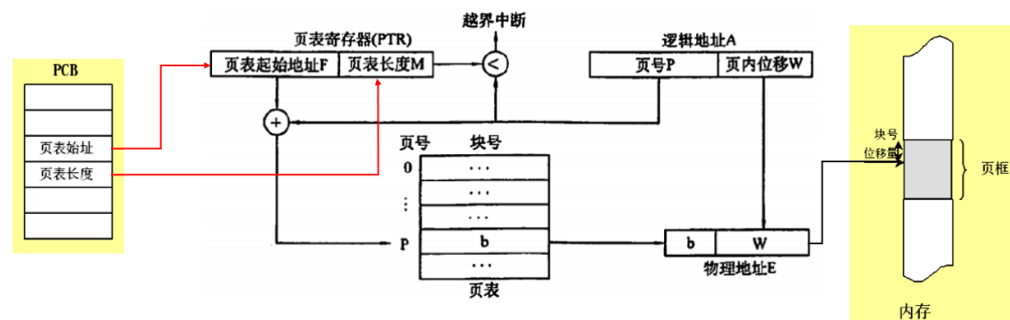 越界中断
页表寄存器(PTR)
逻辑地址A
PCB
页表起始地址F
页表长度M
<
页号P
页内位移W
+
页表始址
页表长度
页号
块号
0
...
...
⋮
...
P
b
...
页表
b
W
物理地址E
块号
位移量
页框
内存